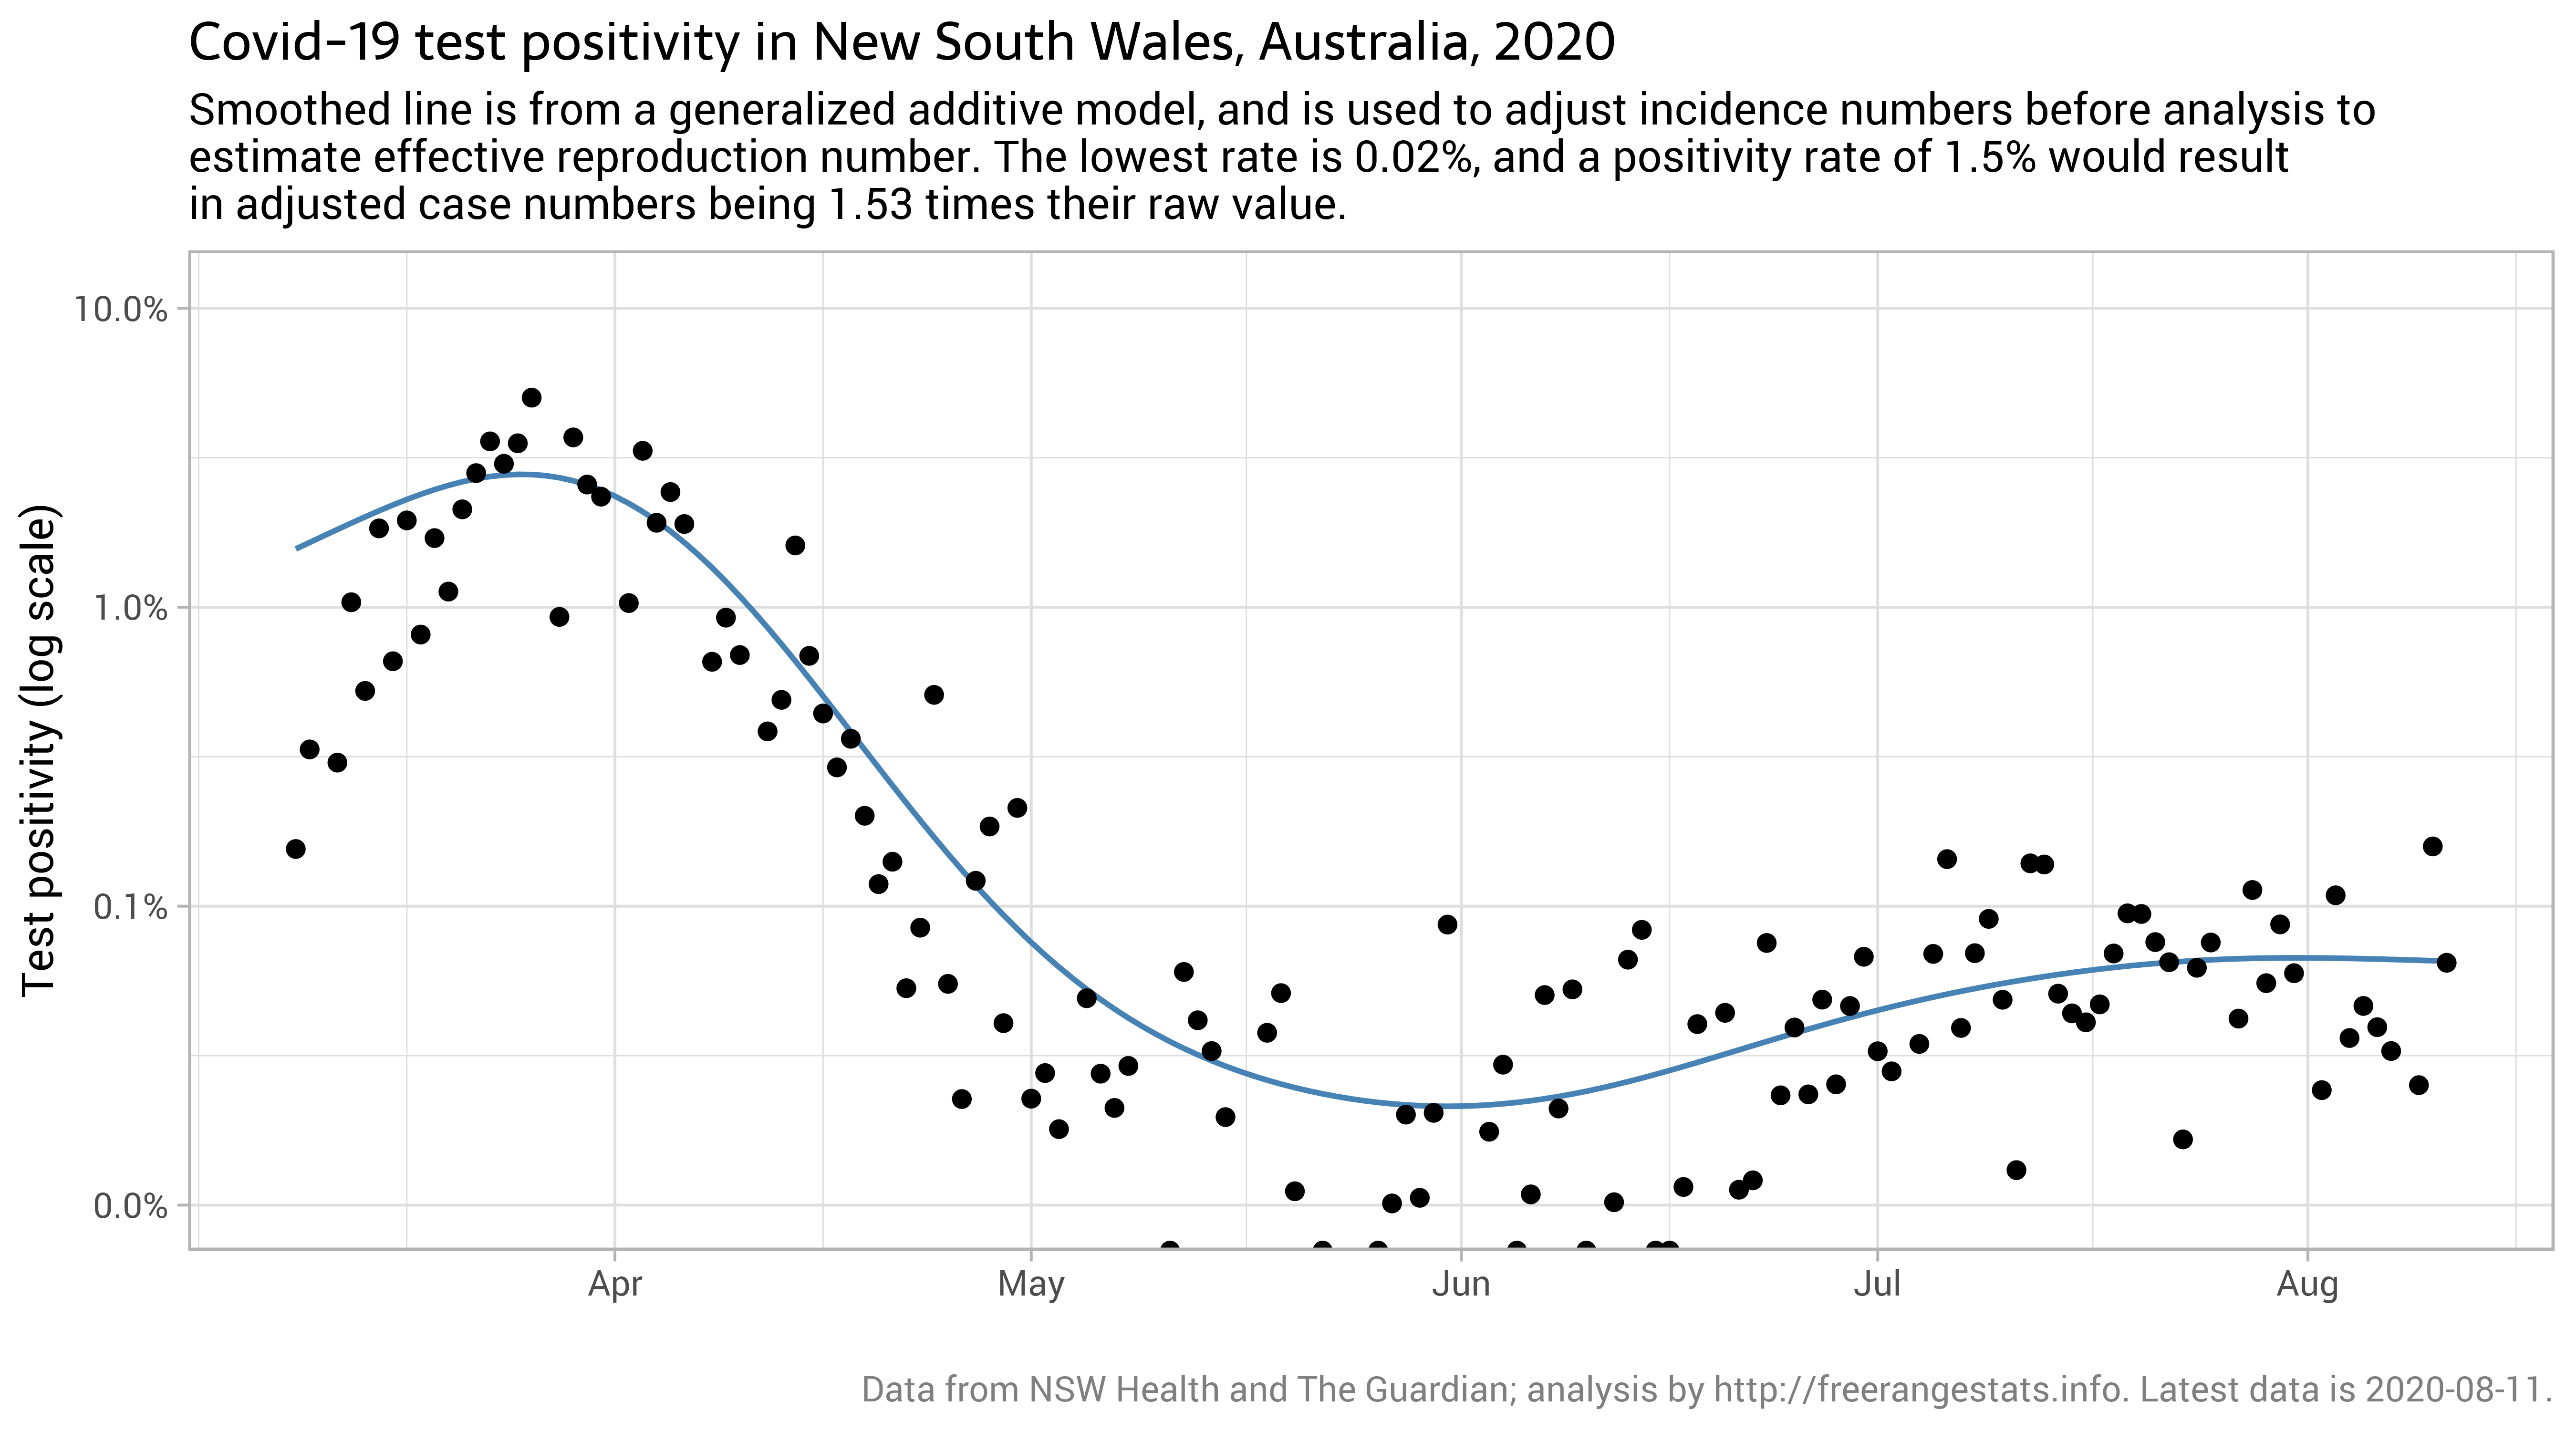 Covid-19 test positivity in New South Wales, Australia, 2020
Smoothed line is from a generalized additive model, and is used to adjust incidence numbers before analysis to
estimate effective reproduction number. The lowest rate is 0.02%, and a positivity rate of 1.5% would result
in adjusted case numbers being 1.53 times their raw value.
Test positivity (log scale)
10.0%
1.0%
0.1%
0.0%
Apr May Jun Jul Aug
Data from NSW Health and The Guardian; analysis by http://freerangestats.info. Latest data is 2020-08-11.